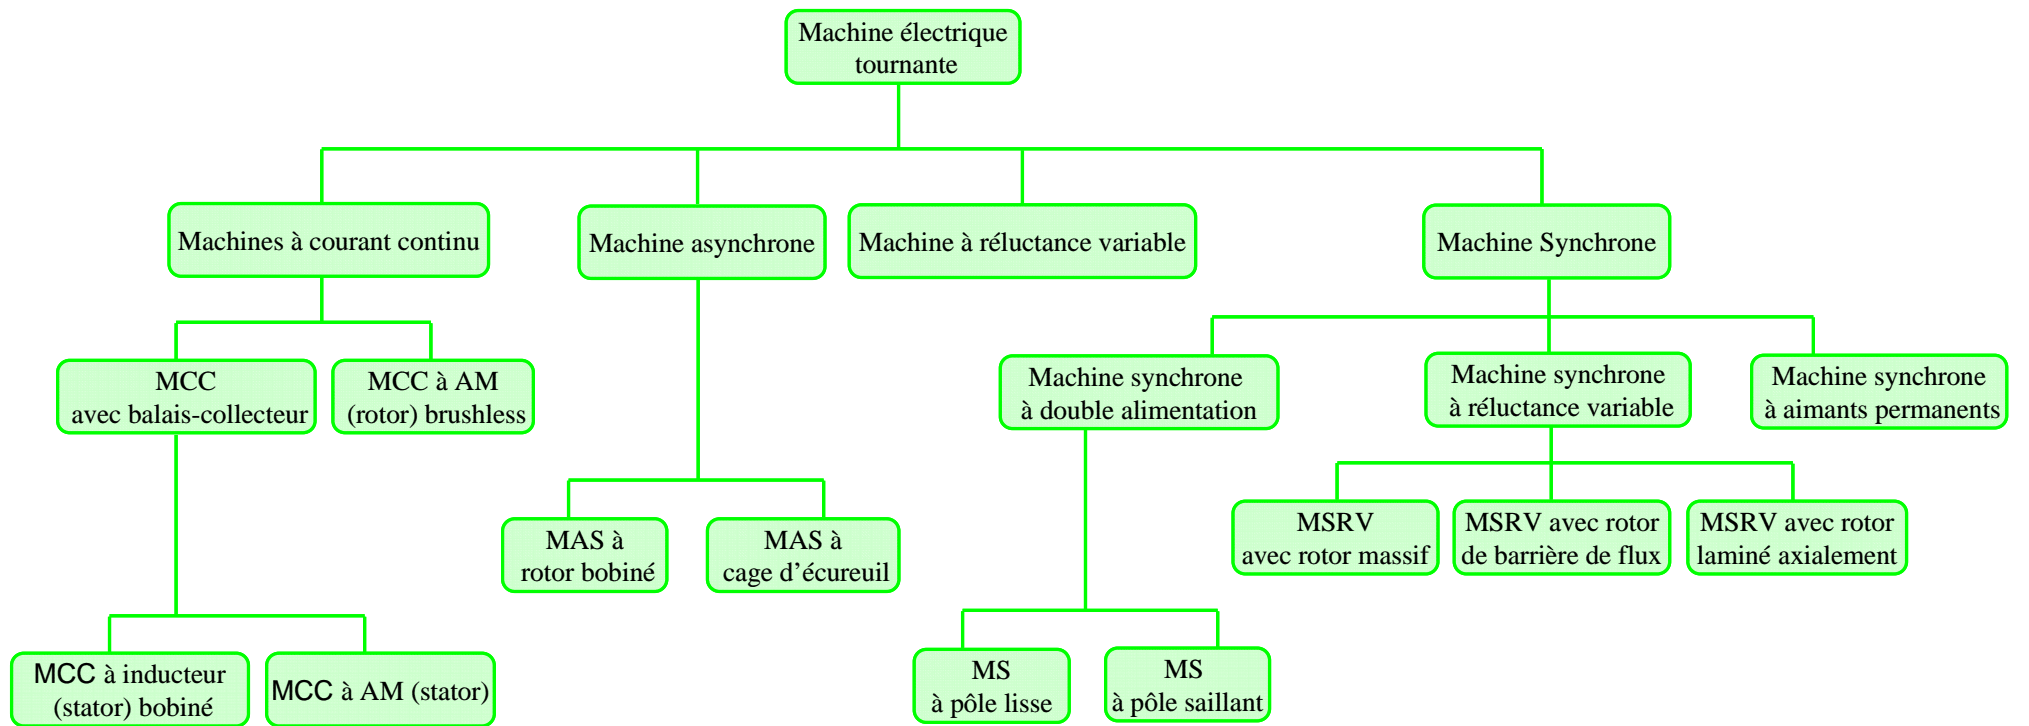 Machine électrique
tournante
Machines à courant continu
Machine asynchrone
Machine à réluctance variable
Machine Synchrone
MCC
avec balais-collecteur
MCC à AM
(rotor) brushless
Machine synchrone
à double alimentation
Machine synchrone
à réluctance variable
Machine synchrone
à aimants permanents
MAS à
rotor bobiné
MAS à
cage d’écureuil
MSRV
avec rotor massif
MSRV avec rotor
de barrière de flux
MSRV avec rotor
laminé axialement
MCC à inducteur
(stator) bobiné
MCC à AM (stator)
MS
à pôle lisse
MS
à pôle saillant